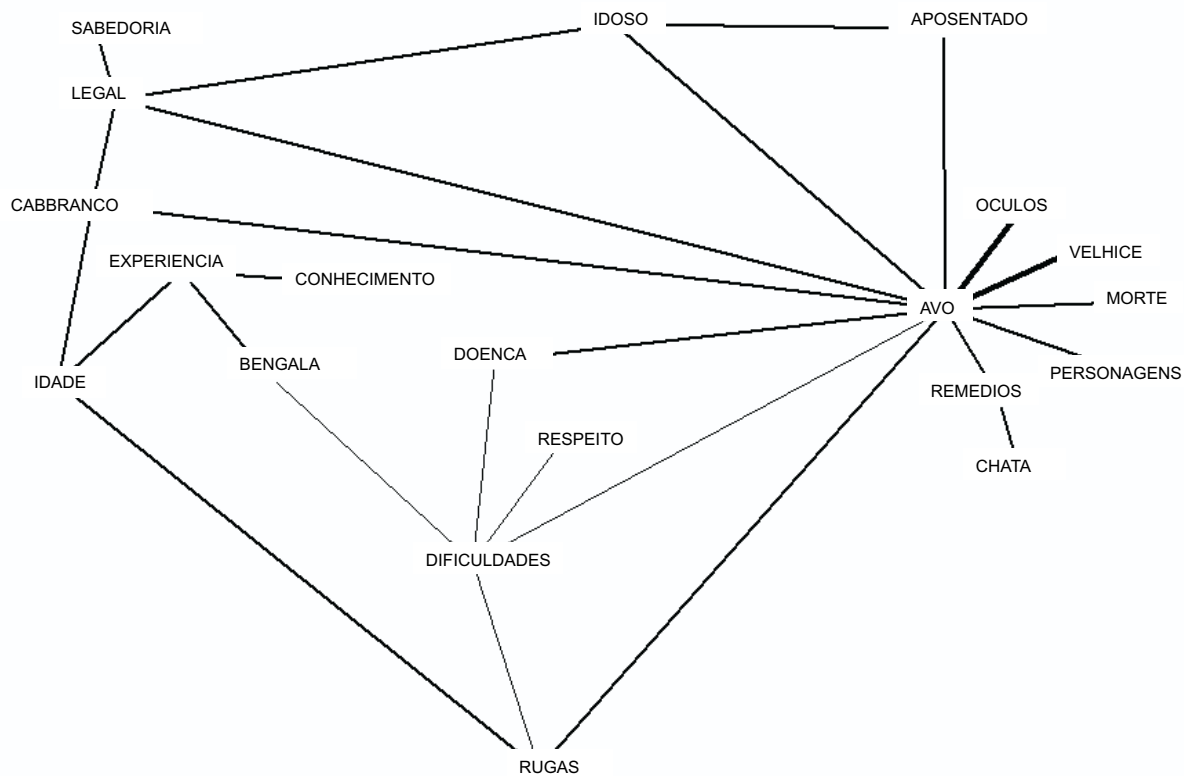 SABEDORIA
IDOSO
APOSENTADO
LEGAL
CABBRANCO
OCULOS
EXPERIENCIA
VELHICE
CONHECIMENTO
MORTE
AVO
DOENCA
BENGALA
PERSONAGENS
IDADE
REMEDIOS
RESPEITO
CHATA
DIFICULDADES
RUGAS